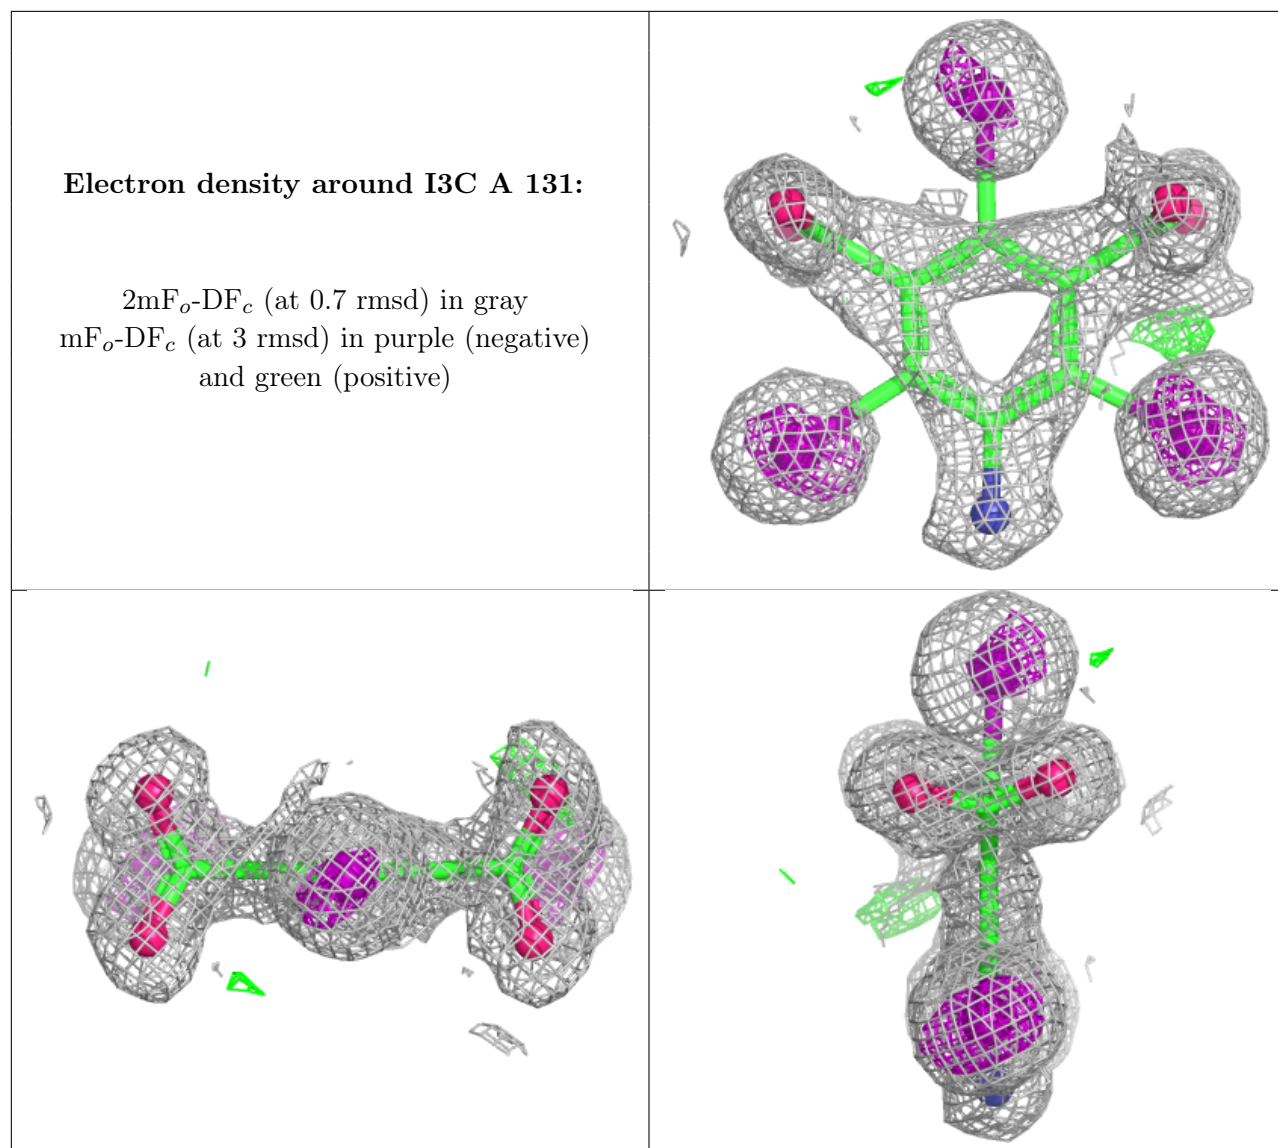 Electron density around I3C A 131:
2mFo-DFc (at 0.7 rmsd) in gray
mFo-DFc (at 3 rmsd) in purple (negative)
and green (positive)